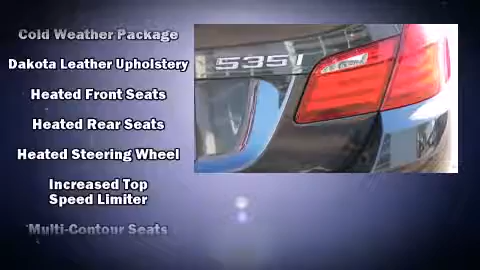 Cold Weather Package
Dakota Leather Upholstery
Heated Front Seats
Heated Rear Seats
Heated Steering Wheel
Increased Top
Speed Limiter
Multi-Contour Seats
535i